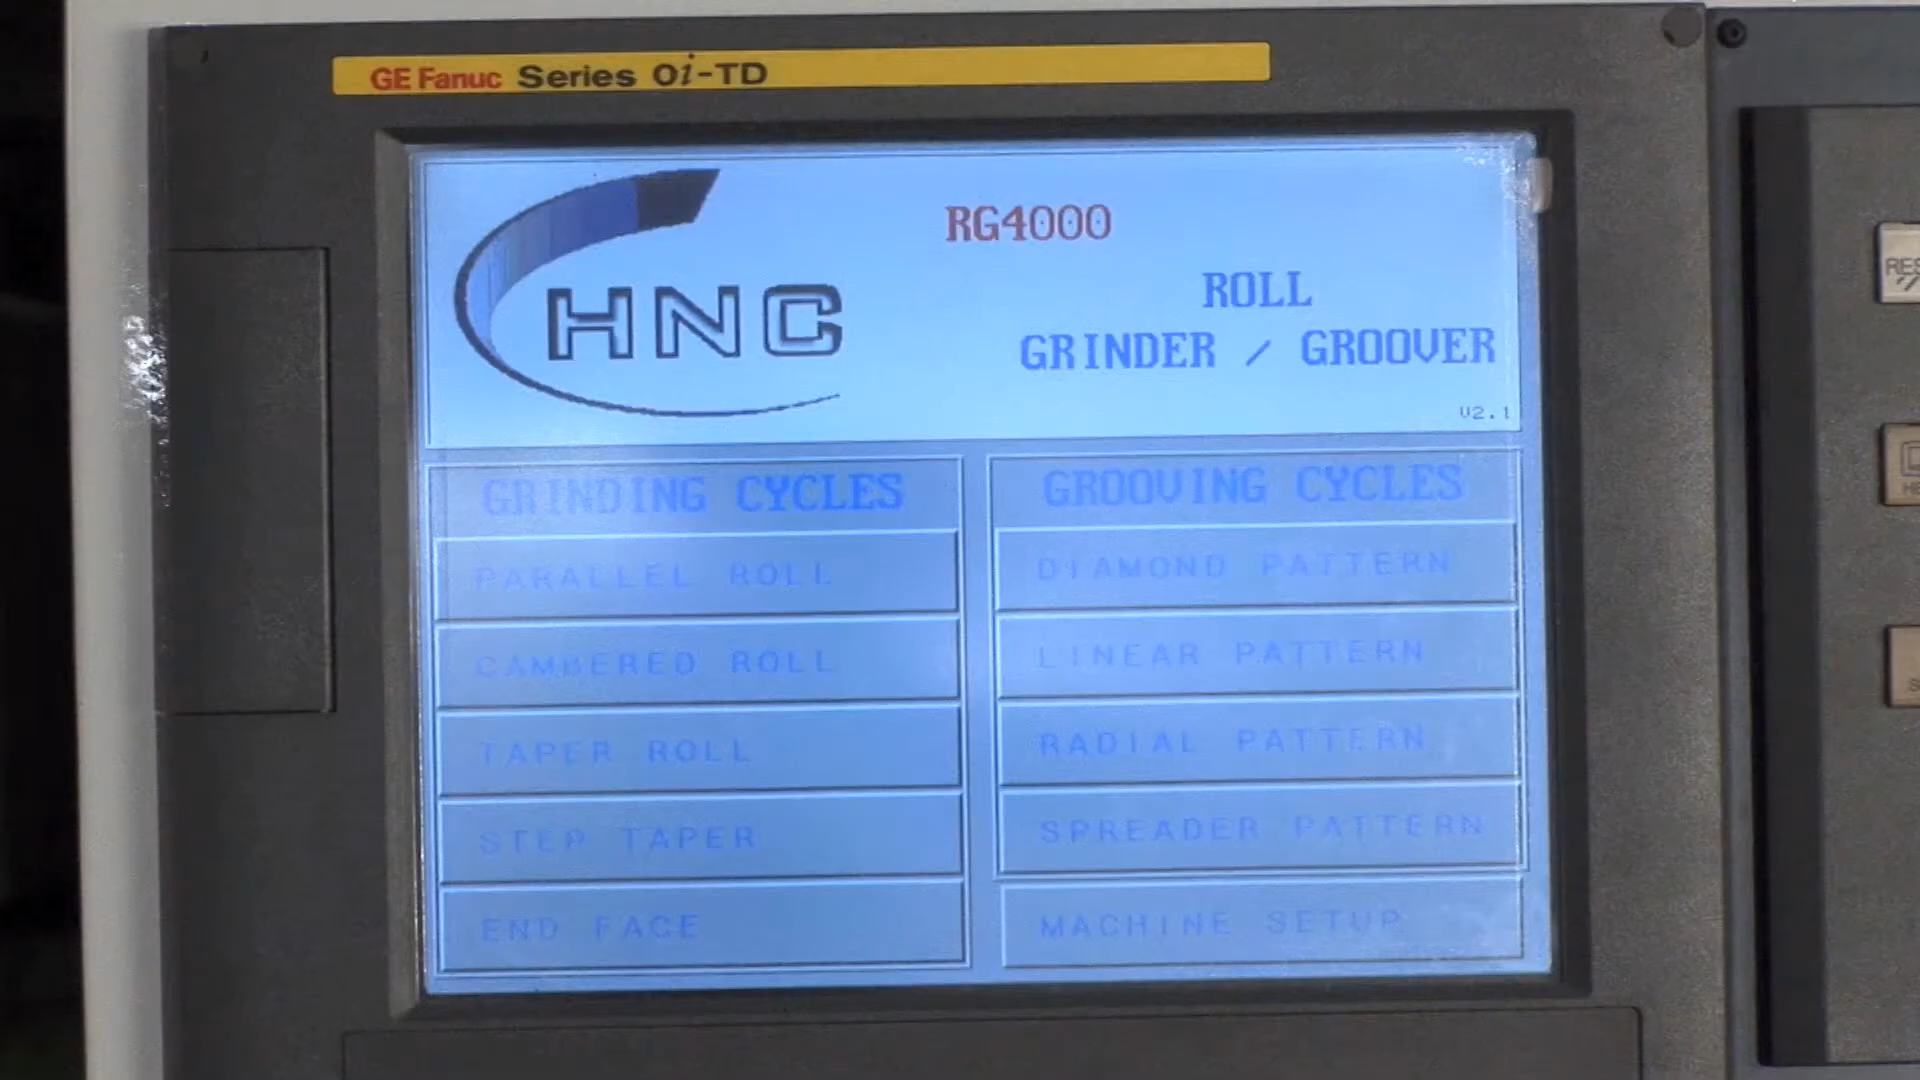 GE Fanuc Series 0i-TD
HNC
RG4000
ROLL
GRINDER / GROOVER
V2.1
GRINDING CYCLES
PARALLEL ROLL
CAMBERED ROLL
TAPER ROLL
STEP TAPER
END FACE
GROOVING CYCLES
DIAMOND PATTERN
LINEAR PATTERN
RADIAL PATTERN
SPREADER PATTERN
MACHINE SETUP